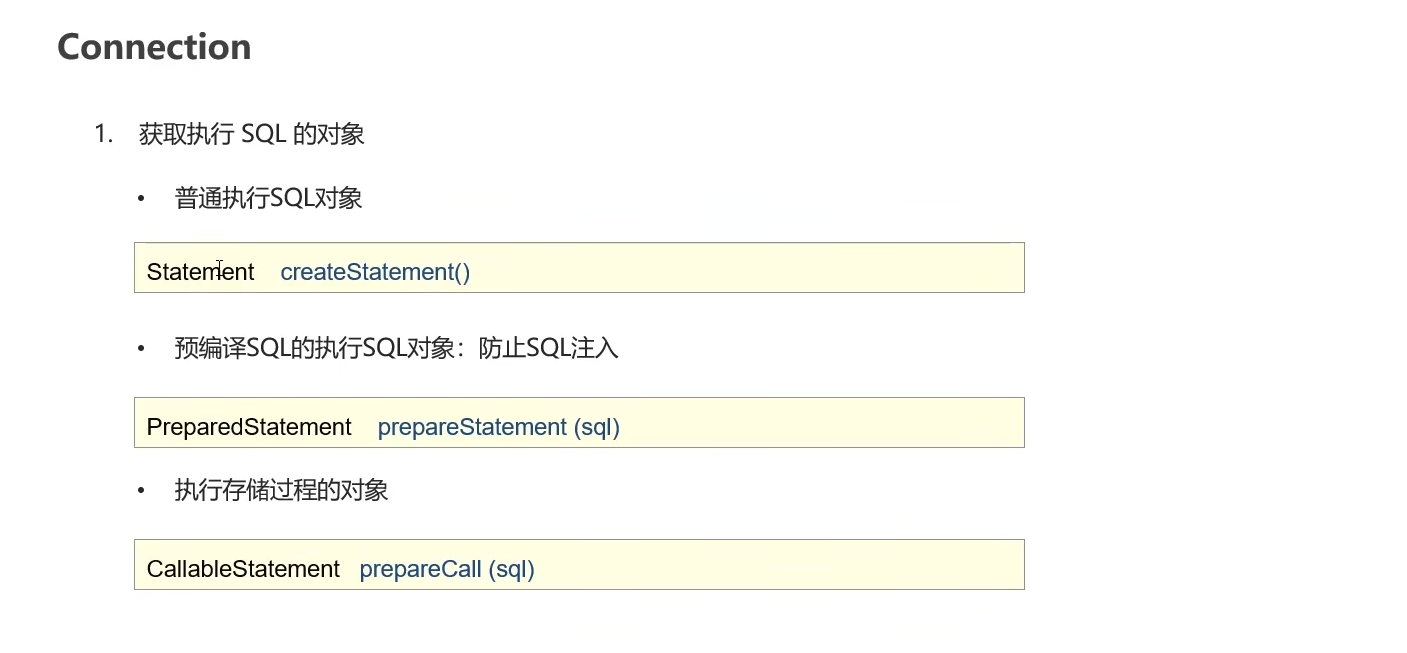 Connection
1. 获取执行 SQL 的对象
• 普通执行SQL对象
Statement createStatement()
• 预编译SQL的执行SQL对象：防止SQL注入
PreparedStatement prepareStatement (sql)
• 执行存储过程的对象
CallableStatement prepareCall (sql)